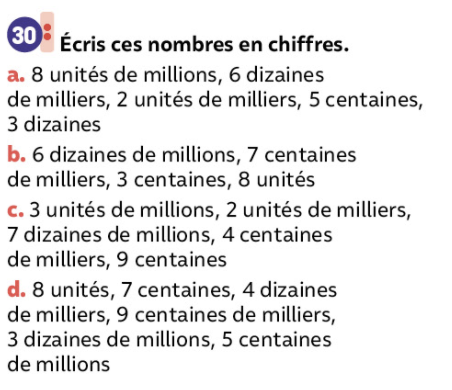 30 Écris ces nombres en chiffres.
a. 8 unités de millions, 6 dizaines
de milliers, 2 unités de milliers, 5 centaines,
3 dizaines
b. 6 dizaines de millions, 7 centaines
de milliers, 3 centaines, 8 unités
c. 3 unités de millions, 2 unités de milliers,
7 dizaines de millions, 4 centaines
de milliers, 9 centaines
d. 8 unités, 7 centaines, 4 dizaines
de milliers, 9 centaines de milliers,
3 dizaines de millions, 5 centaines
de millions